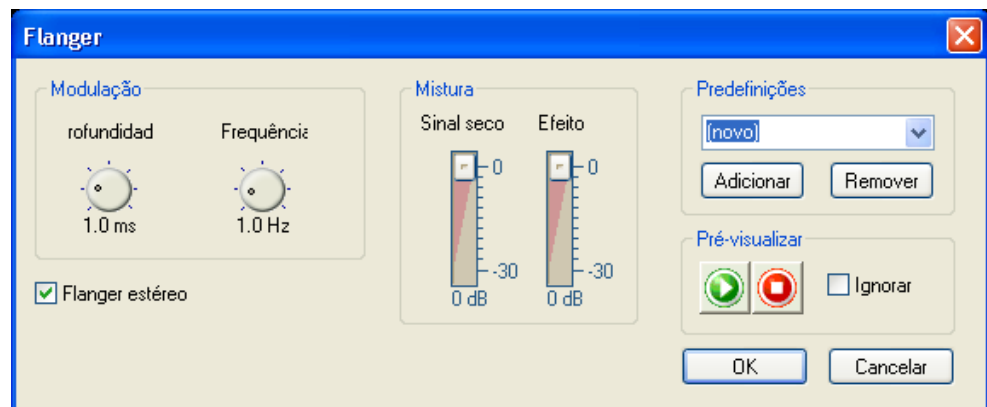 Flanger
Modulação
rofundidad
Frequência
1.0 ms
1.0 Hz
Flanger estéreo
Mistura
Sinal seco
Efeito
0
-30
0 dB
0
-30
0 dB
Predefinições
(novo)
Adicionar
Remover
Pré-visualizar
Ignorar
OK
Cancelar